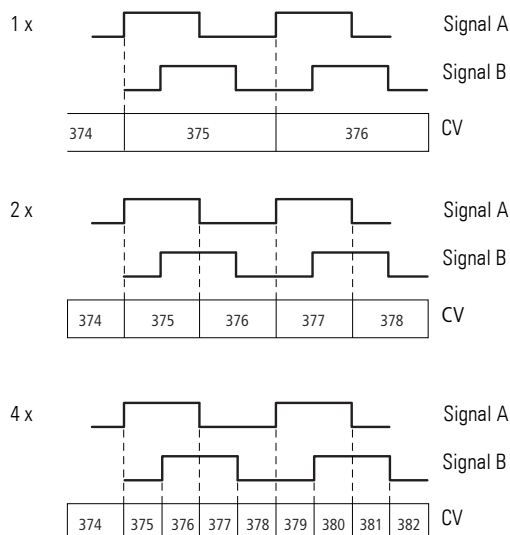 1 x Signal A
Signal B
374 375 376 CV
2 x Signal A
Signal B
374 375 376 377 378 CV
4 x Signal A
Signal B
374 375 376 377 378 379 380 381 382 CV